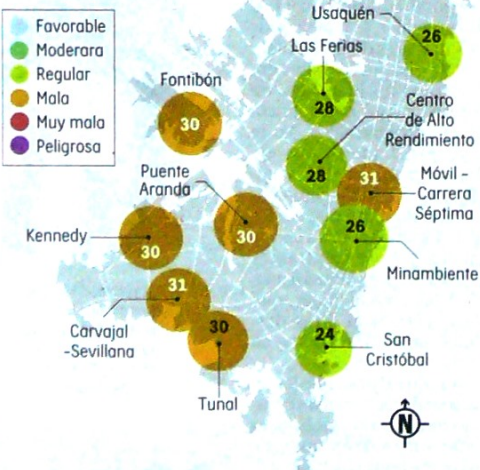 Favorable
Moderara
Regular
Mala
Muy mala
Peligrosa
Usaquén
26
Las Ferias
28
Fontibón
30
Centro
de Alto
Rendimiento
28
Puente
Aranda
30
Móvil –
Carrera
Séptima
31
Kennedy
30
26
Minambiente
31
Carvajal
-Sevillana
30
Tunal
24
San
Cristóbal
N